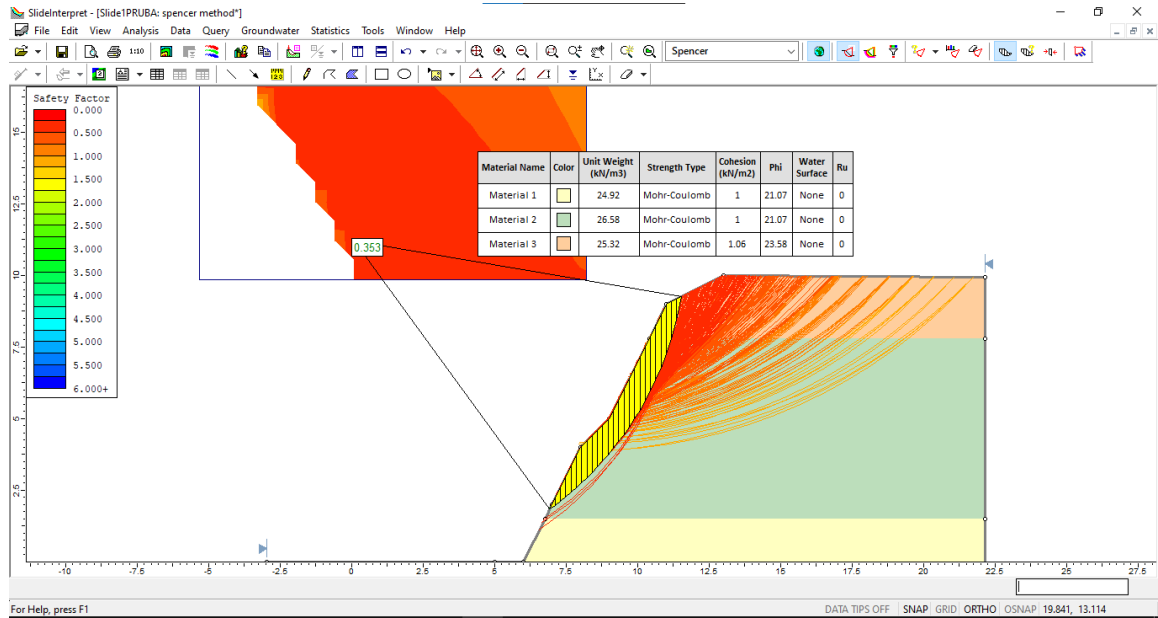 SlideInterpret - [Slide1PRUBA: spencer method*]
File Edit View Analysis Data Query Groundwater Statistics Tools Window Help
1:10 Spencer
Safety Factor
0.000
0.500
1.000
1.500
2.000
2.500
3.000
3.500
4.000
4.500
5.000
5.500
6.000+
Material Name Color Unit Weight (kN/m3) Strength Type Cohesion (kN/m2) Phi Water Surface Ru
Material 1 24.92 Mohr-Coulomb 1 21.07 None 0
Material 2 26.58 Mohr-Coulomb 1 21.07 None 0
Material 3 25.32 Mohr-Coulomb 1.06 23.58 None 0
0.353
15
12.5
10
7.5
5
2.5
-10 -7.5 -5 -2.5 0 2.5 5 7.5 10 12.5 15 17.5 20 22.5 25 27.5
For Help, press F1 DATA TIPS OFF SNAP GRID ORTHO OSNAP 19.841, 13.114